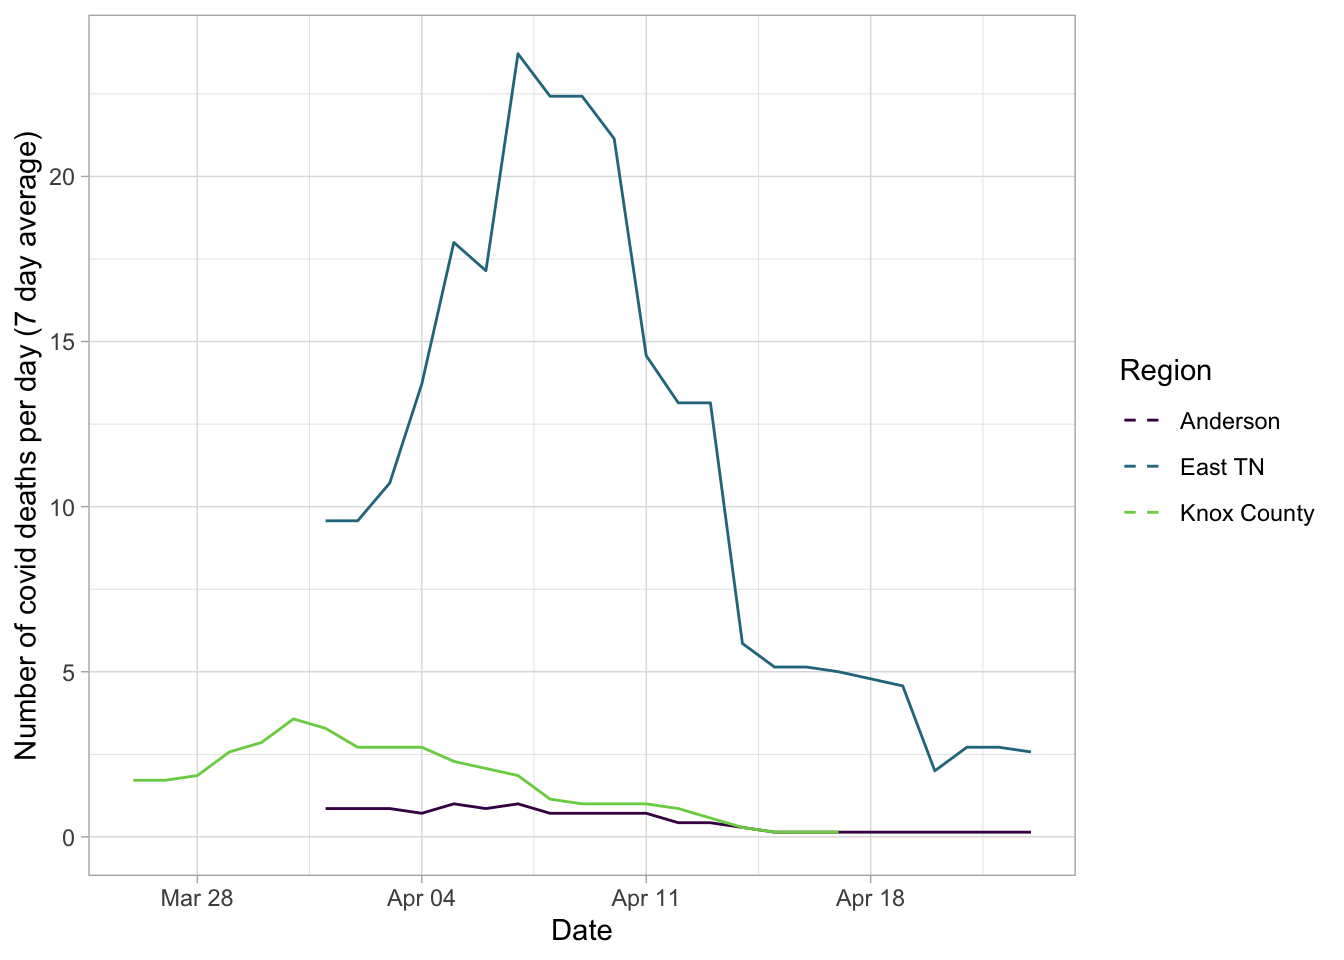 Number of covid deaths per day (7 day average)
20
15
10
5
0
Mar 28
Apr 04
Apr 11
Apr 18
Date
Region
Anderson
East TN
Knox County